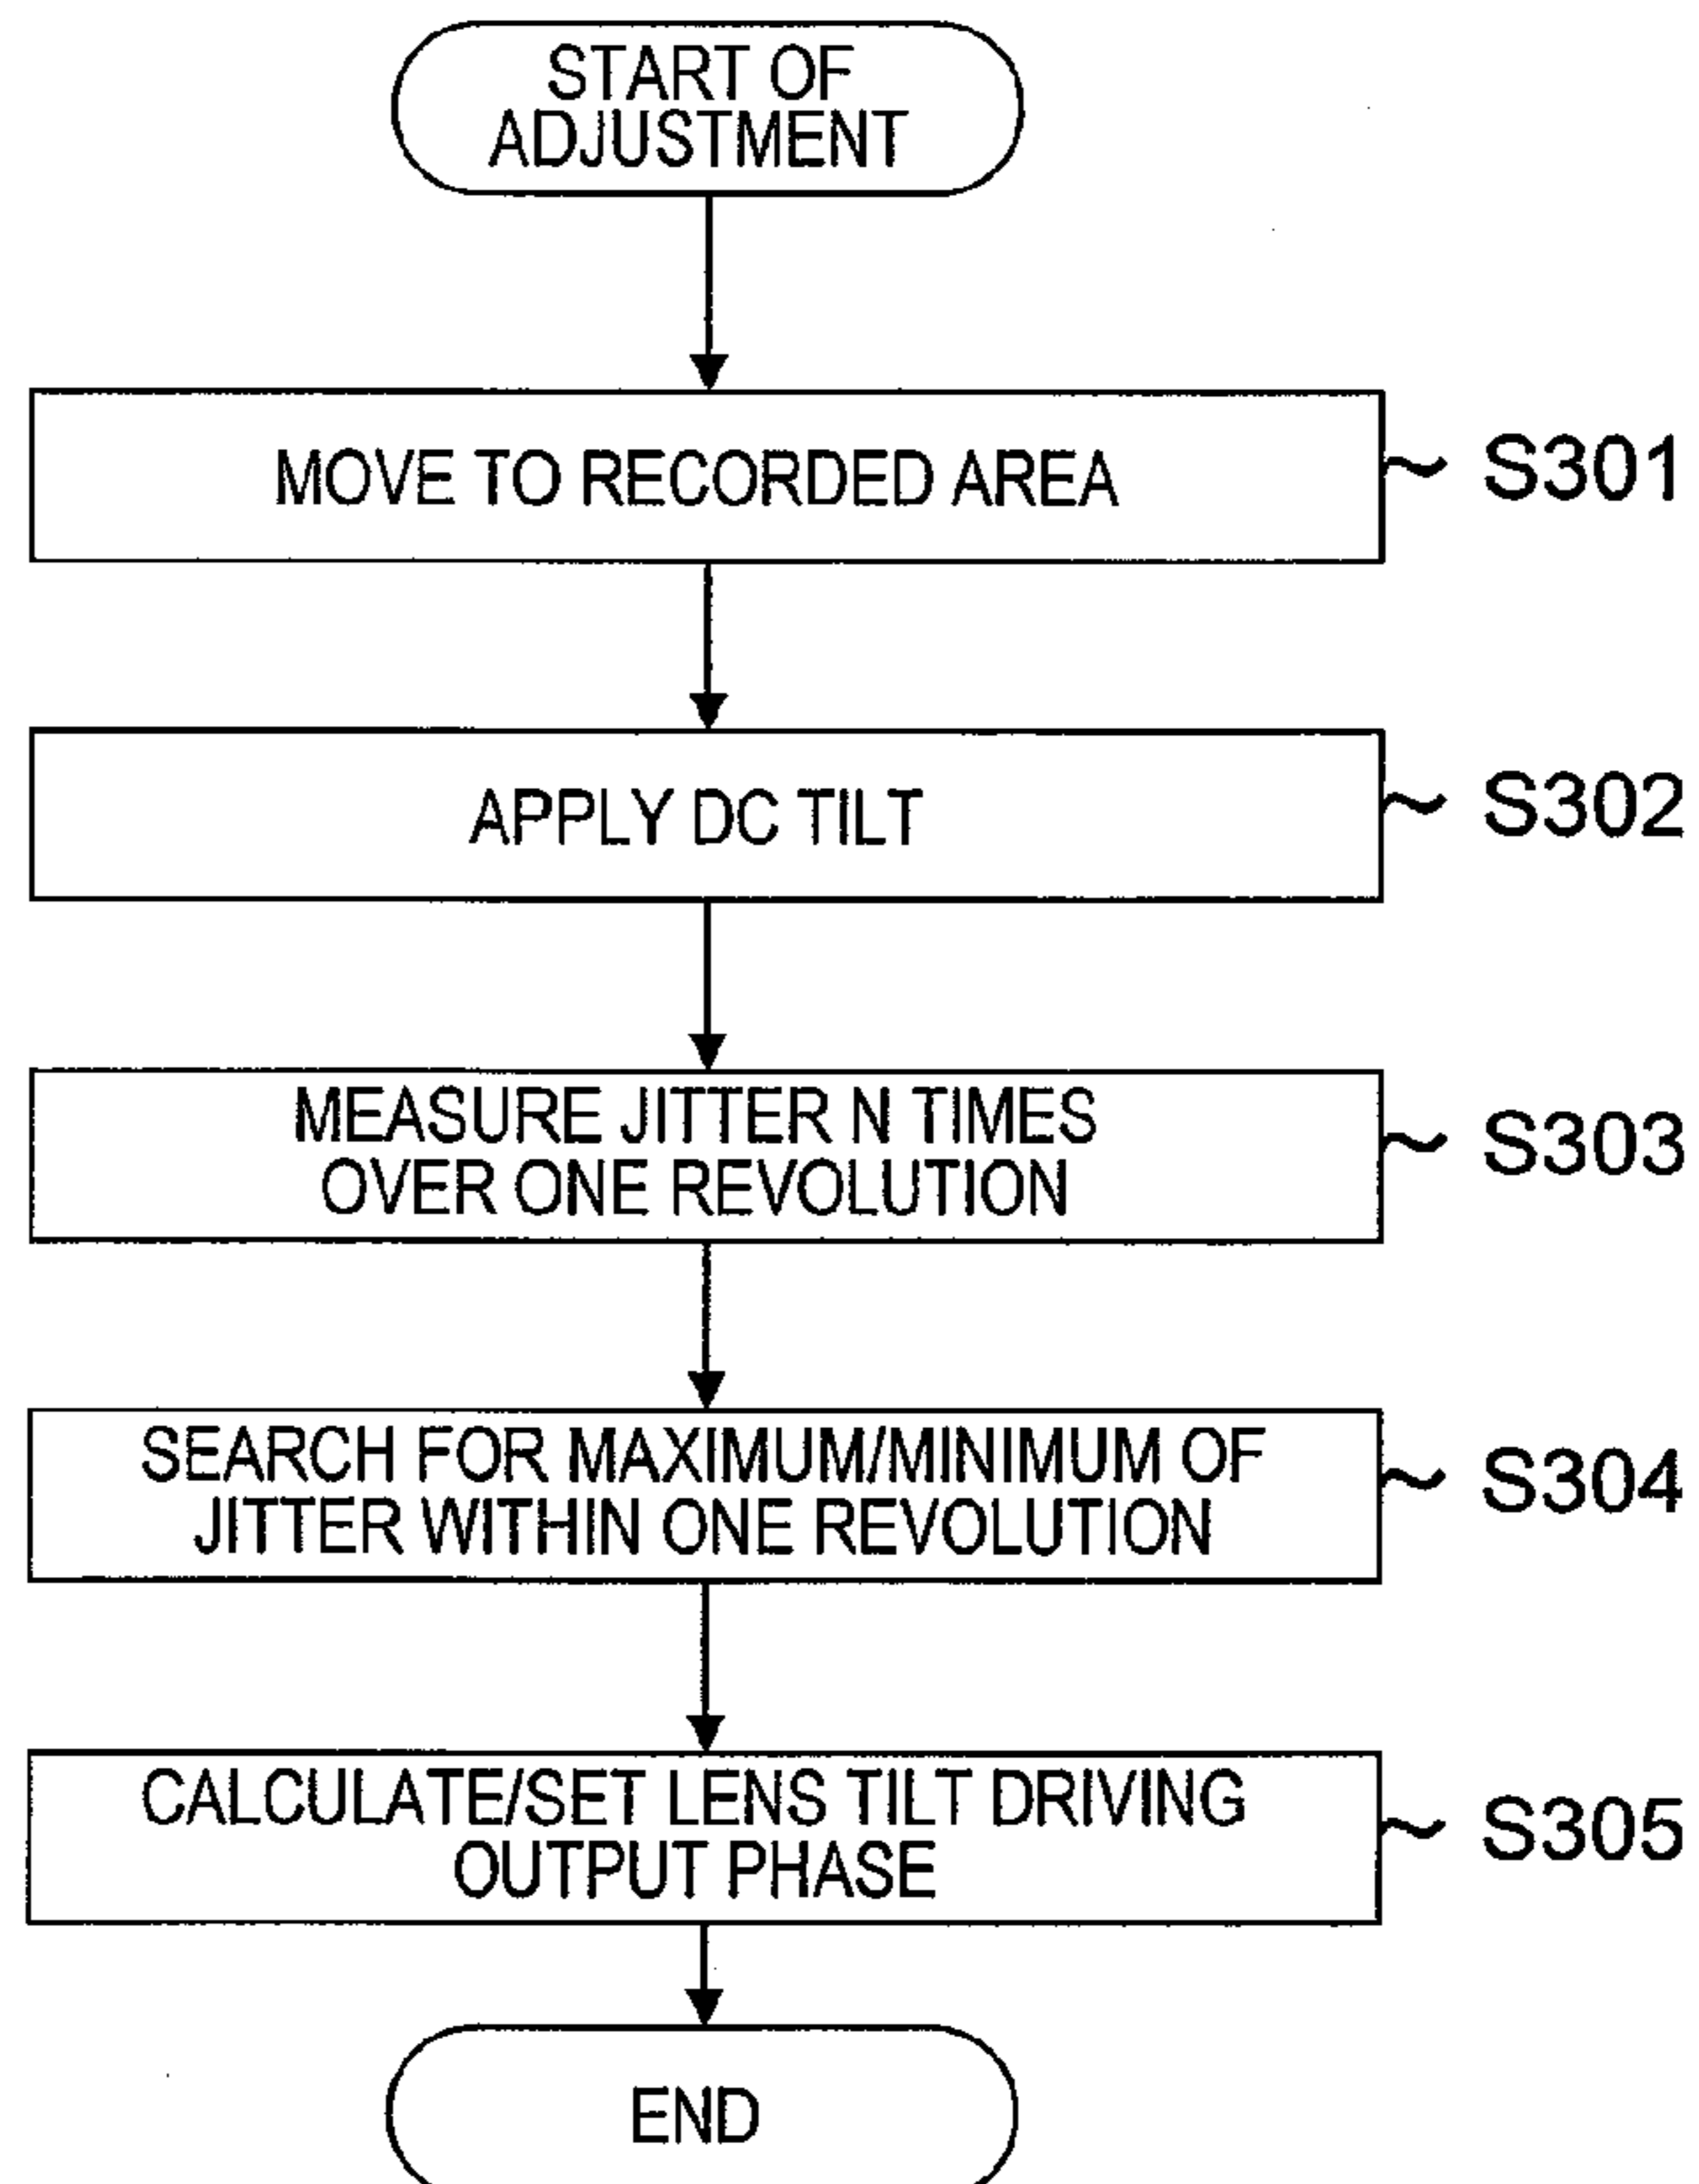 START OF
ADJUSTMENT
MOVE TO RECORDED AREA
S301
APPLY DC TILT
S302
MEASURE JITTER N TIMES
OVER ONE REVOLUTION
S303
SEARCH FOR MAXIMUM/MINIMUM OF
JITTER WITHIN ONE REVOLUTION
S304
CALCULATE/SET LENS TILT DRIVING
OUTPUT PHASE
S305
END